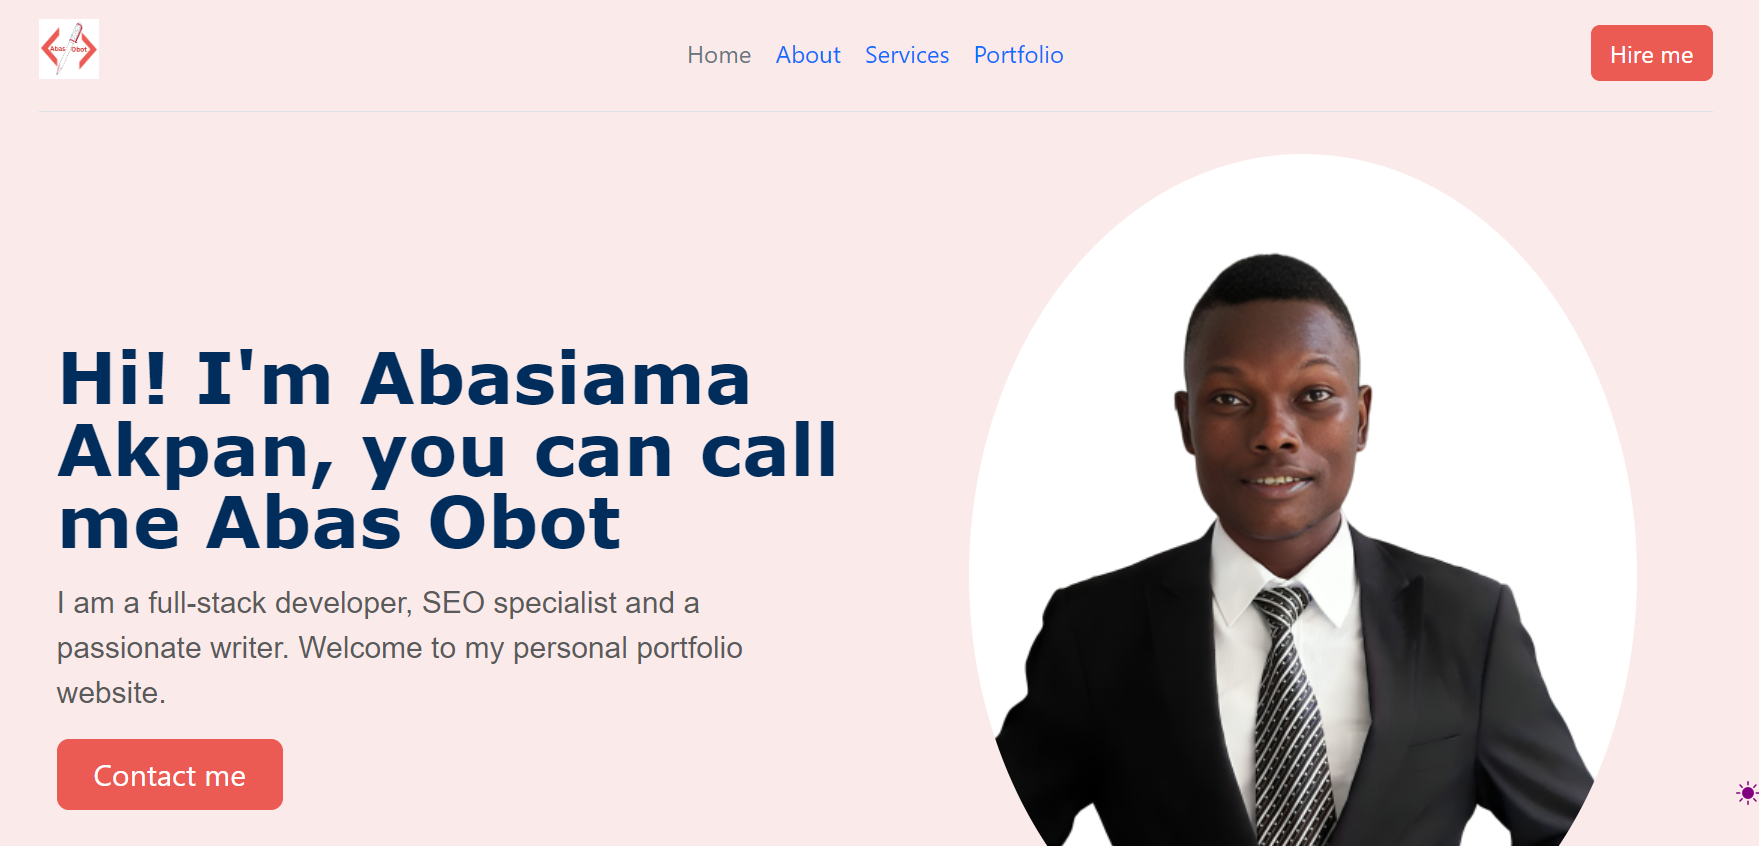 Abas Obot
Home About Services Portfolio
Hire me
Hi! I'm Abasiama
Akpan, you can call
me Abas Obot
I am a full-stack developer, SEO specialist and a
passionate writer. Welcome to my personal portfolio
website.
Contact me